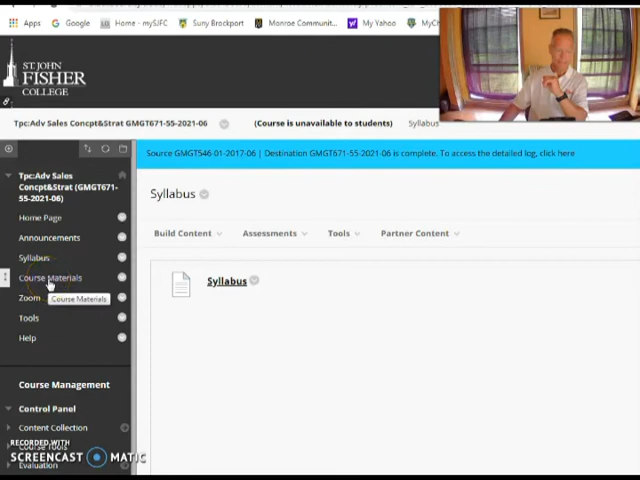 Apps
Google
Home - mySJFC
Suny Brockport
Monroe Communit...
My Yahoo
ST. JOHN
FISHER
COLLEGE
Tpc:Adv Sales Concpt&Strat GMGT671-55-2021-06
(Course is unavailable to students)
Syllabus
Source GMGT546-01-2017-06 | Destination GMGT671-55-2021-06 is complete. To access the detailed log, click here
Tpc:Adv Sales
Concpt&Strat (GMGT671-
55-2021-06)
Home Page
Announcements
Syllabus
Course Materials
Zoom
Course Materials
Tools
Help
Course Management
Control Panel
Content Collection
Course Tools
Evaluation
Syllabus
Build Content
Assessments
Tools
Partner Content
Syllabus
RECORDED WITH
SCREENCAST MATIC